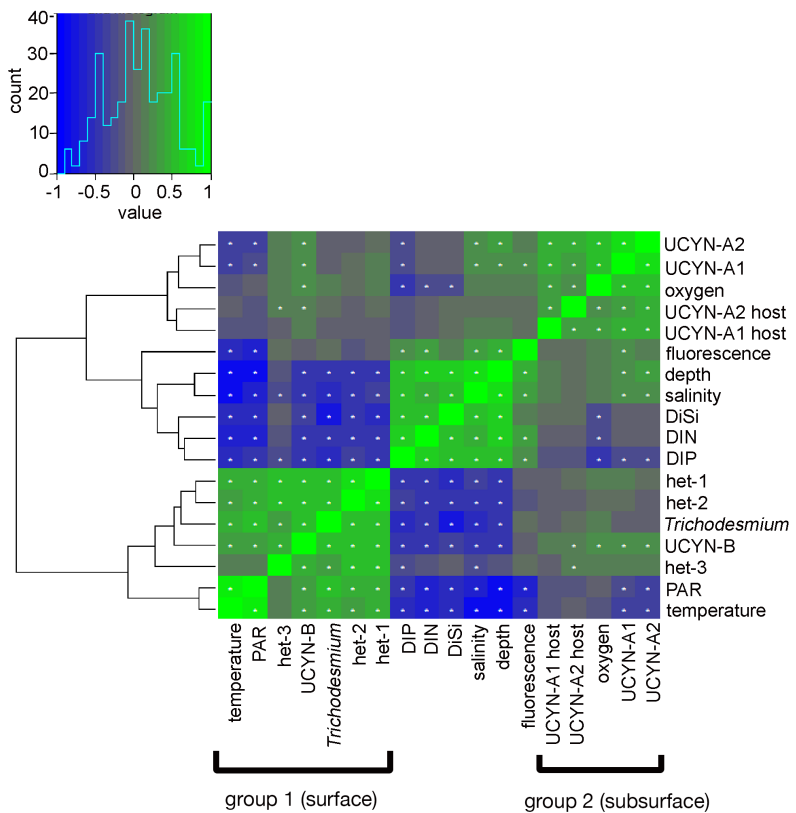 40
30
20
10
0
count
-1 -0.5 0 0.5 1
value
UCYN-A2
UCYN-A1
oxygen
UCYN-A2 host
UCYN-A1 host
fluorescence
depth
salinity
DiSi
DIN
DIP
het-1
het-2
Trichodesmium
UCYN-B
het-3
PAR
temperature
temperature
PAR
het-3
UCYN-B
Trichodesmium
het-2
het-1
DIP
DIN
DiSi
salinity
depth
fluorescence
UCYN-A1 host
UCYN-A2 host
oxygen
UCYN-A1
UCYN-A2
group 1 (surface)
group 2 (subsurface)